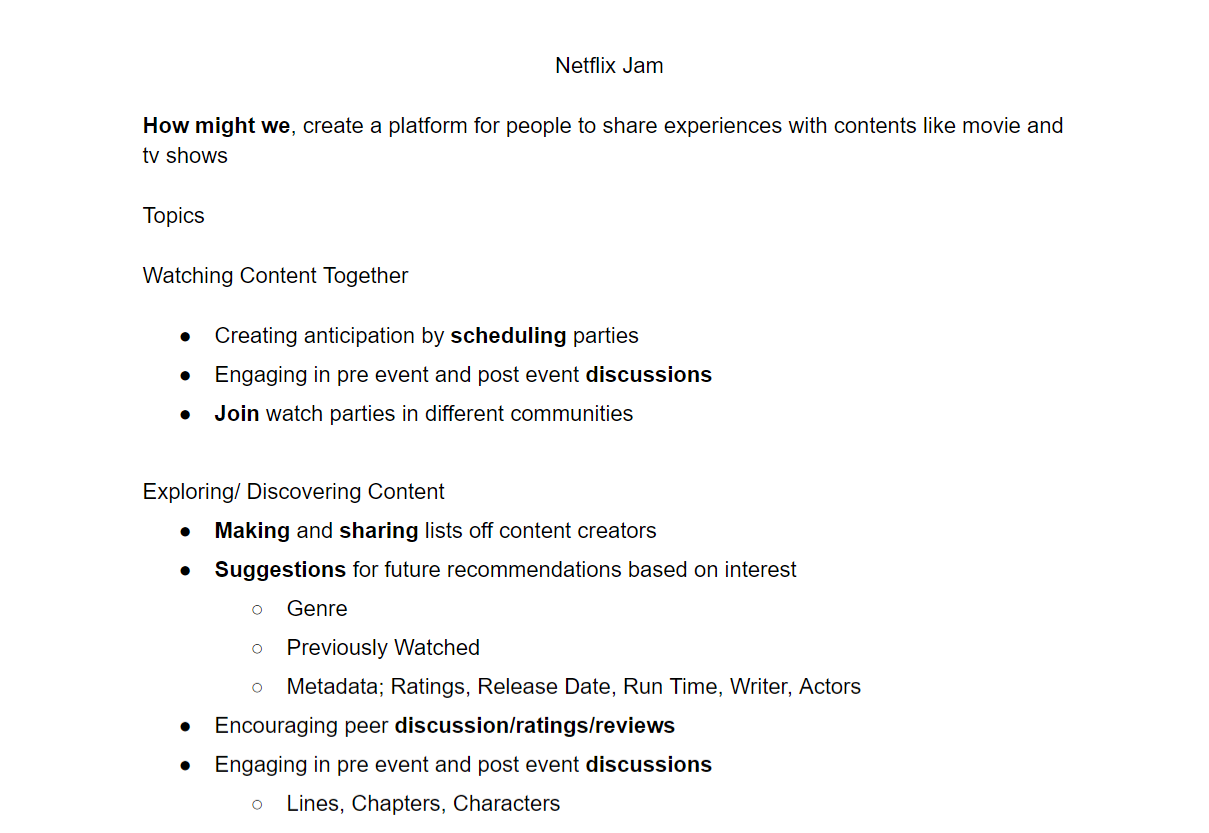 Netflix Jam
How might we, create a platform for people to share experiences with contents like movie and
tv shows
Topics
Watching Content Together
● Creating anticipation by scheduling parties
● Engaging in pre event and post event discussions
● Join watch parties in different communities
Exploring/ Discovering Content
● Making and sharing lists off content creators
● Suggestions for future recommendations based on interest
○ Genre
○ Previously Watched
○ Metadata; Ratings, Release Date, Run Time, Writer, Actors
● Encouraging peer discussion/ratings/reviews
● Engaging in pre event and post event discussions
○ Lines, Chapters, Characters